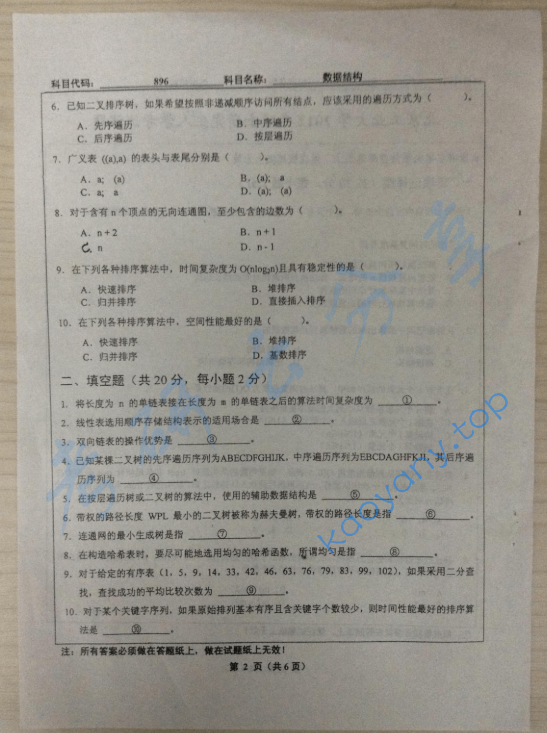 科目代码：　896　科目名称：　数据结构
6．已知二叉排序树，如果希望按照非递减顺序访问所有结点，应该采用的遍历方式为（　）。
A．先序遍历　B．中序遍历
C．后序遍历　D．按层遍历
7．广义表 ((a),a) 的表头与表尾分别是（　）。
A．a;　(a)　B．(a);　a
C．a;　a　D．(a);　(a)
8．对于含有 n 个顶点的无向连通图，至少包含的边数为（　）。
A．n+2　B．n+1
C. n　D．n-1
9．在下列各种排序算法中，时间复杂度为 O(nlog₂n)且具有稳定性的是（　）。
A．快速排序　B．堆排序
C．归并排序　D．直接插入排序
10．在下列各种排序算法中，空间性能最好的是（　）。
A．快速排序　B．堆排序
C．归并排序　D．基数排序
二、填空题（共 20 分，每小题 2 分）
1．将长度为 n 的单链表接在长度为 m 的单链表之后的算法时间复杂度为　①　。
2．线性表选用顺序存储结构表示的适用场合是　②　。
3．双向链表的操作优势是　③　。
4．已知某棵二叉树的先序遍历序列为ABECDFGHIJK，中序遍历序列为EBCDAGHFKJI，其后序遍
历序列为　④　。
5．在按层遍历树或二叉树的算法中，使用的辅助数据结构是　⑤　。
6．带权的路径长度 WPL 最小的二叉树被称为赫夫曼树，带权的路径长度是指　⑥　。
7．连通网的最小生成树是指　⑦　。
8．在构造哈希表时，要尽可能地选用均匀的哈希函数，所谓均匀是指　⑧　。
9．对于给定的有序表（1，5，9，14，33，42，46，63，76，79，83，99，102），如果采用二分查
找，查找成功的平均比较次数为　⑨　。
10．对于某个关键字序列，如果原始排列基本有序且含关键字个数较少，则时间性能最好的排序算
法是　⑩　。
注：所有答案必须做在答题纸上，做在试题纸上无效！
第 2 页（共 6 页）
kaoyany.top